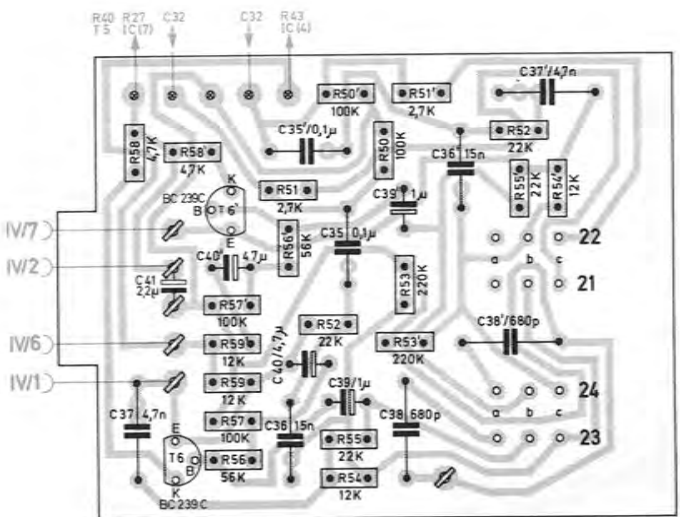 R40 R27 C32 C32 R43
T5 IC(7) IC(4)
C37'/4,7n
R50' R51'
100K 2,7K
C35'/0,1µ
R52
22K
R58 4,7K
R58'
4,7K
R50 100K
C36' 15n
R55' 22K
R54' 12K
K
BC 239C
B T6'
E
R51
2,7K
C39' 1µ
IV/7
R56' 56K
C35 0,1µ
22
a b c
IV/2
C40' 4,7µ
R53 220K
21
C41
2,2µ
R57'
100K
R52
22K
C38'/680p
IV/6
R59'
12K
R53'
220K
C40/4,7µ
IV/1
R59
12K
C39/1µ
24
a b c
C37 4,7n
R57
100K
C36 15n
C38 680p
23
E
T6 B
K
BC 239C
R56
56K
R55
22K
R54
12K